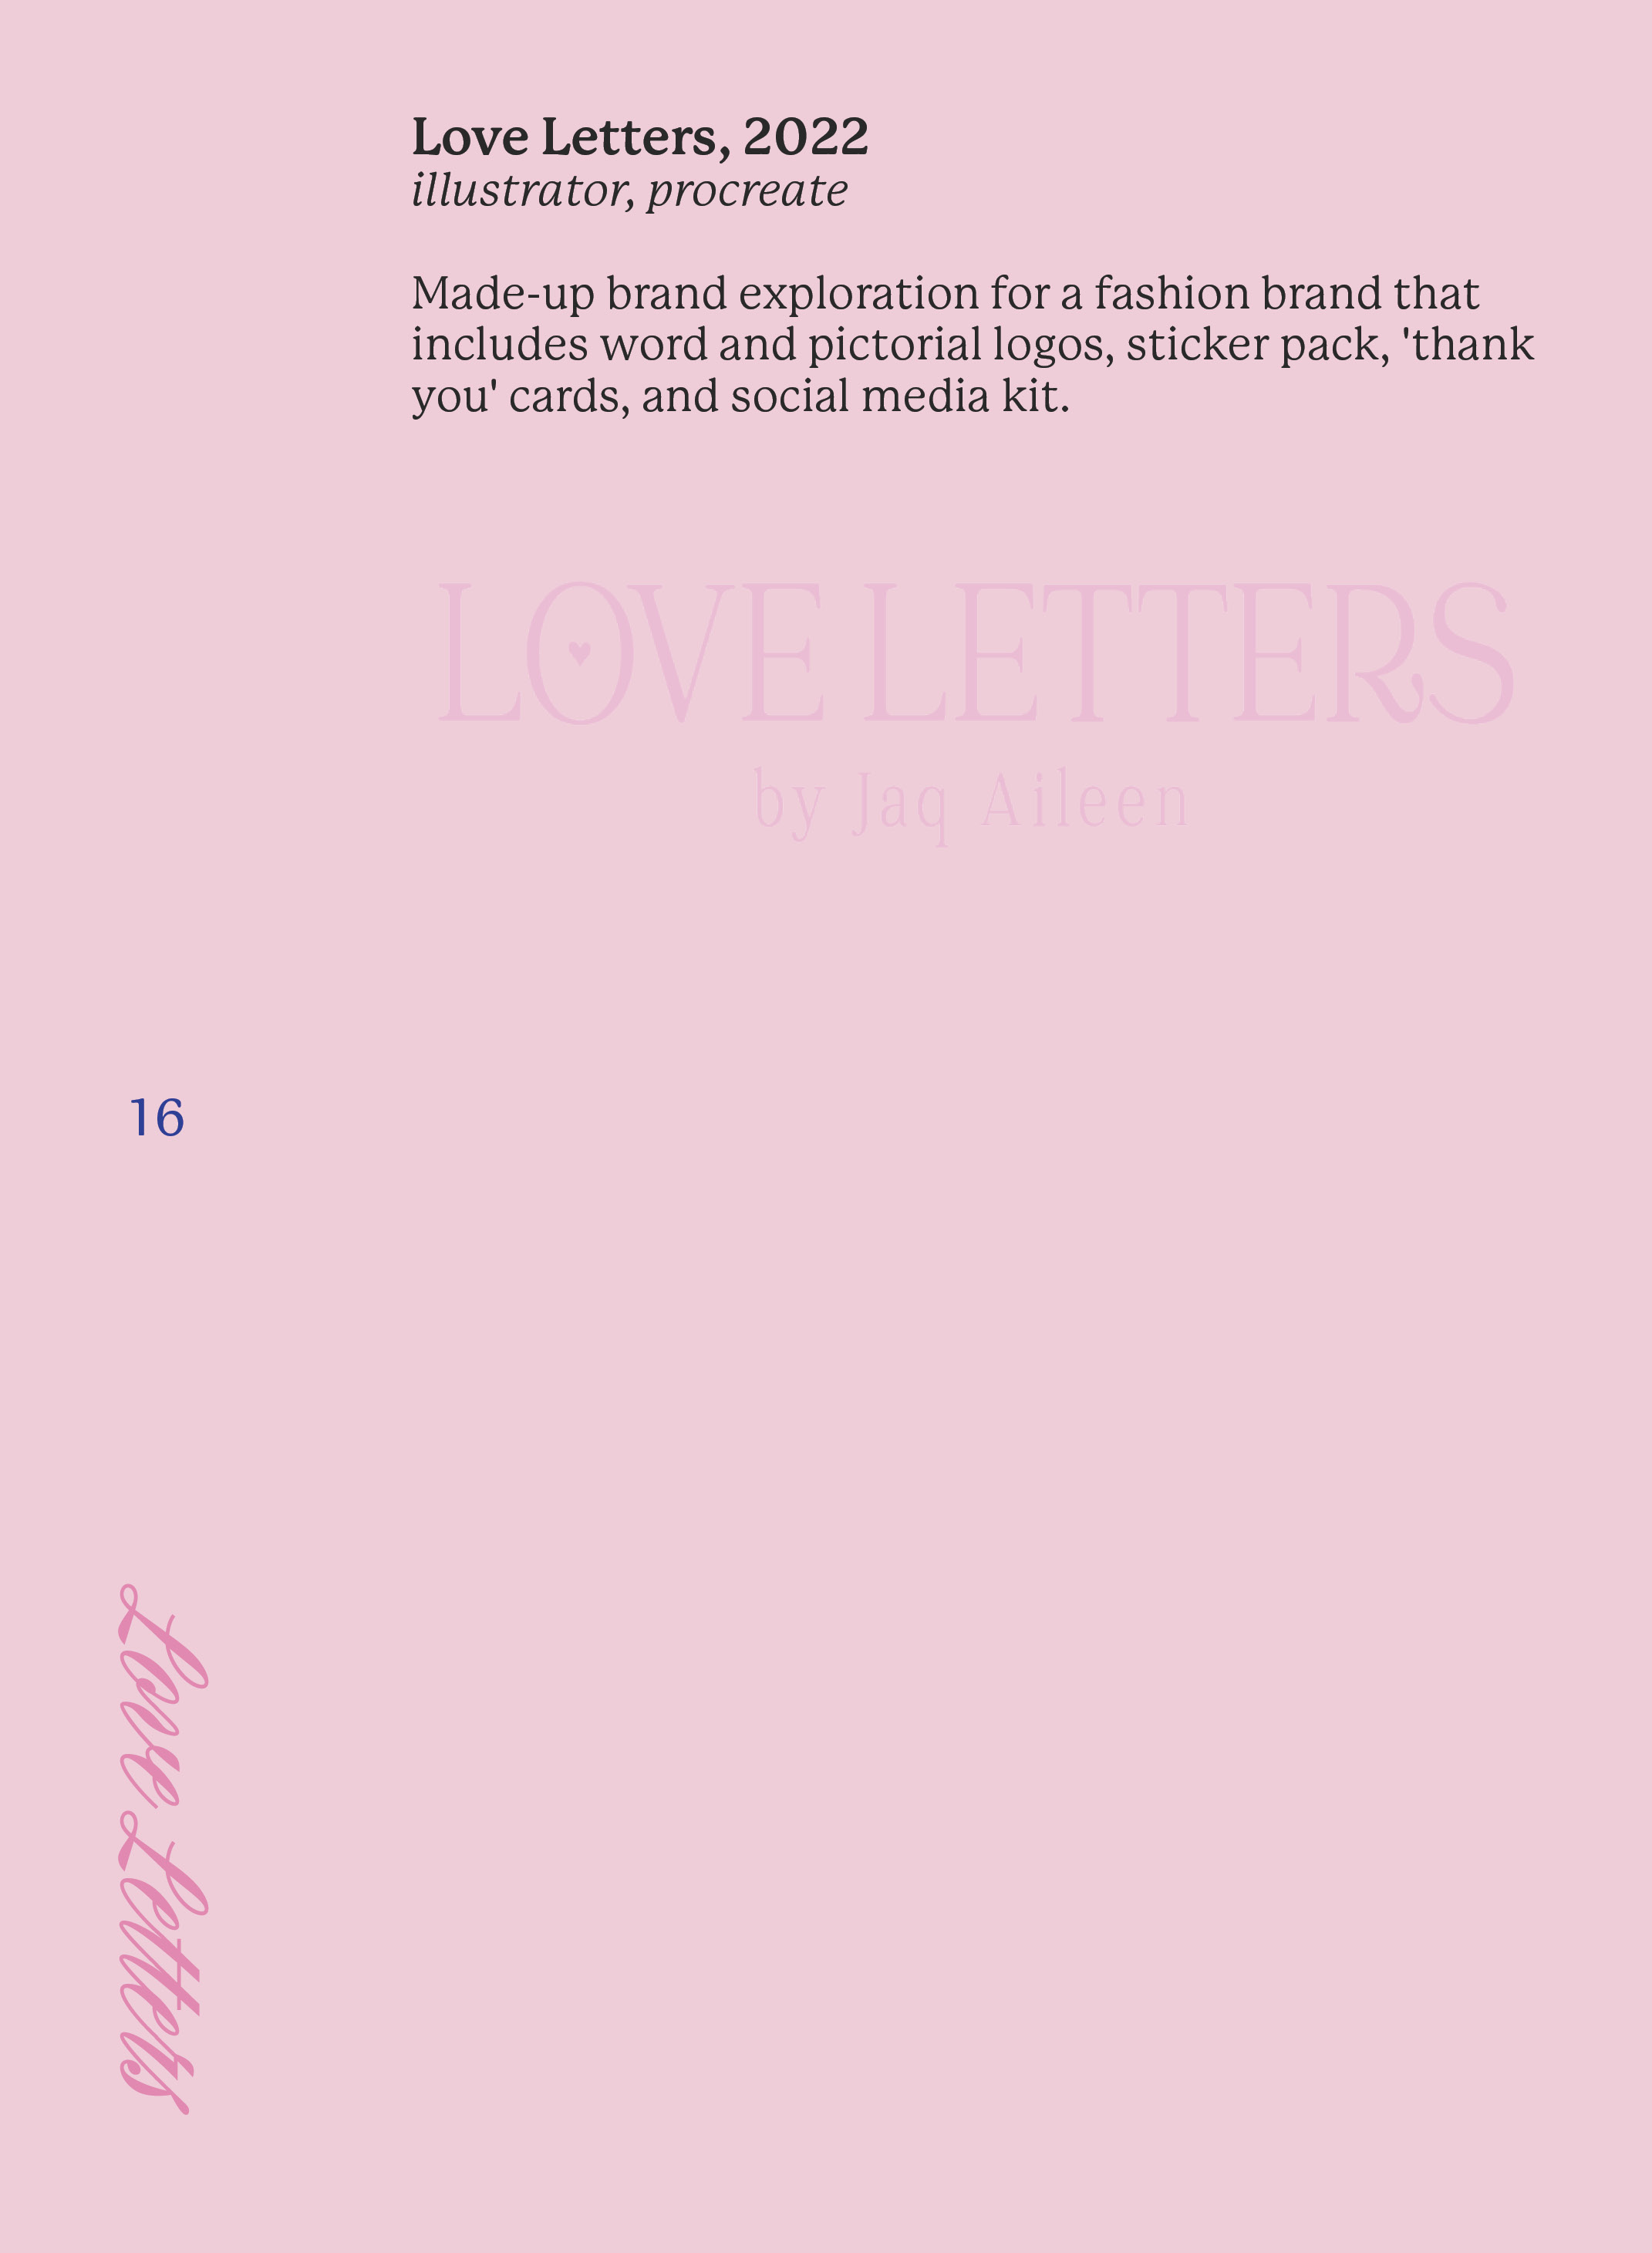 Love Letters, 2022
illustrator, procreate
Made-up brand exploration for a fashion brand that
includes word and pictorial logos, sticker pack, 'thank
you' cards, and social media kit.
LOVE LETTERS
by Jaq Aileen
16
Love Letters